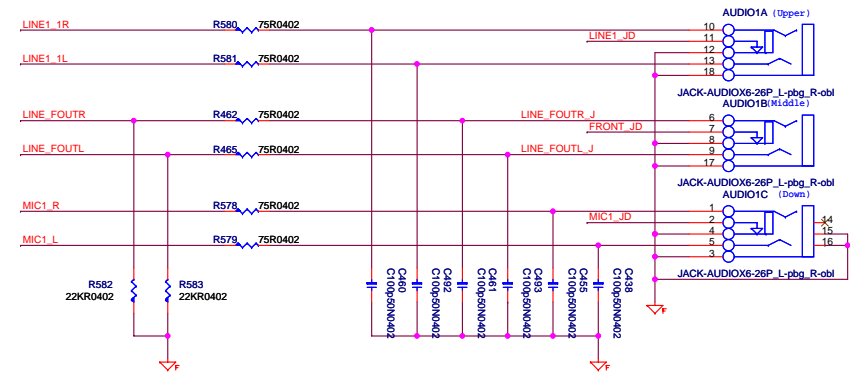 AUDIO1A (Upper)
LINE1_1R R580 75R0402 10
LINE1_JD 11
12
LINE1_1L R581 75R0402 13
18
JACK-AUDIOX6-26P_L-pbg_R-obl
AUDIO1B (Middle)
LINE_FOUTR R462 75R0402 LINE_FOUTR_J 6
FRONT_JD 7
8
LINE_FOUTL R465 75R0402 LINE_FOUTL_J 9
17
JACK-AUDIOX6-26P_L-pbg_R-obl
AUDIO1C (Down)
MIC1_R R578 75R0402 1
MIC1_JD 2 14
4 15
MIC1_L R579 75R0402 5 16
3
JACK-AUDIOX6-26P_L-pbg_R-obl
R582
22KR0402
R583
22KR0402
C460
C100p50N0402
C492
C100p50N0402
C461
C100p50N0402
C493
C100p50N0402
C455
C100p50N0402
C438
C100p50N0402
F
F
F